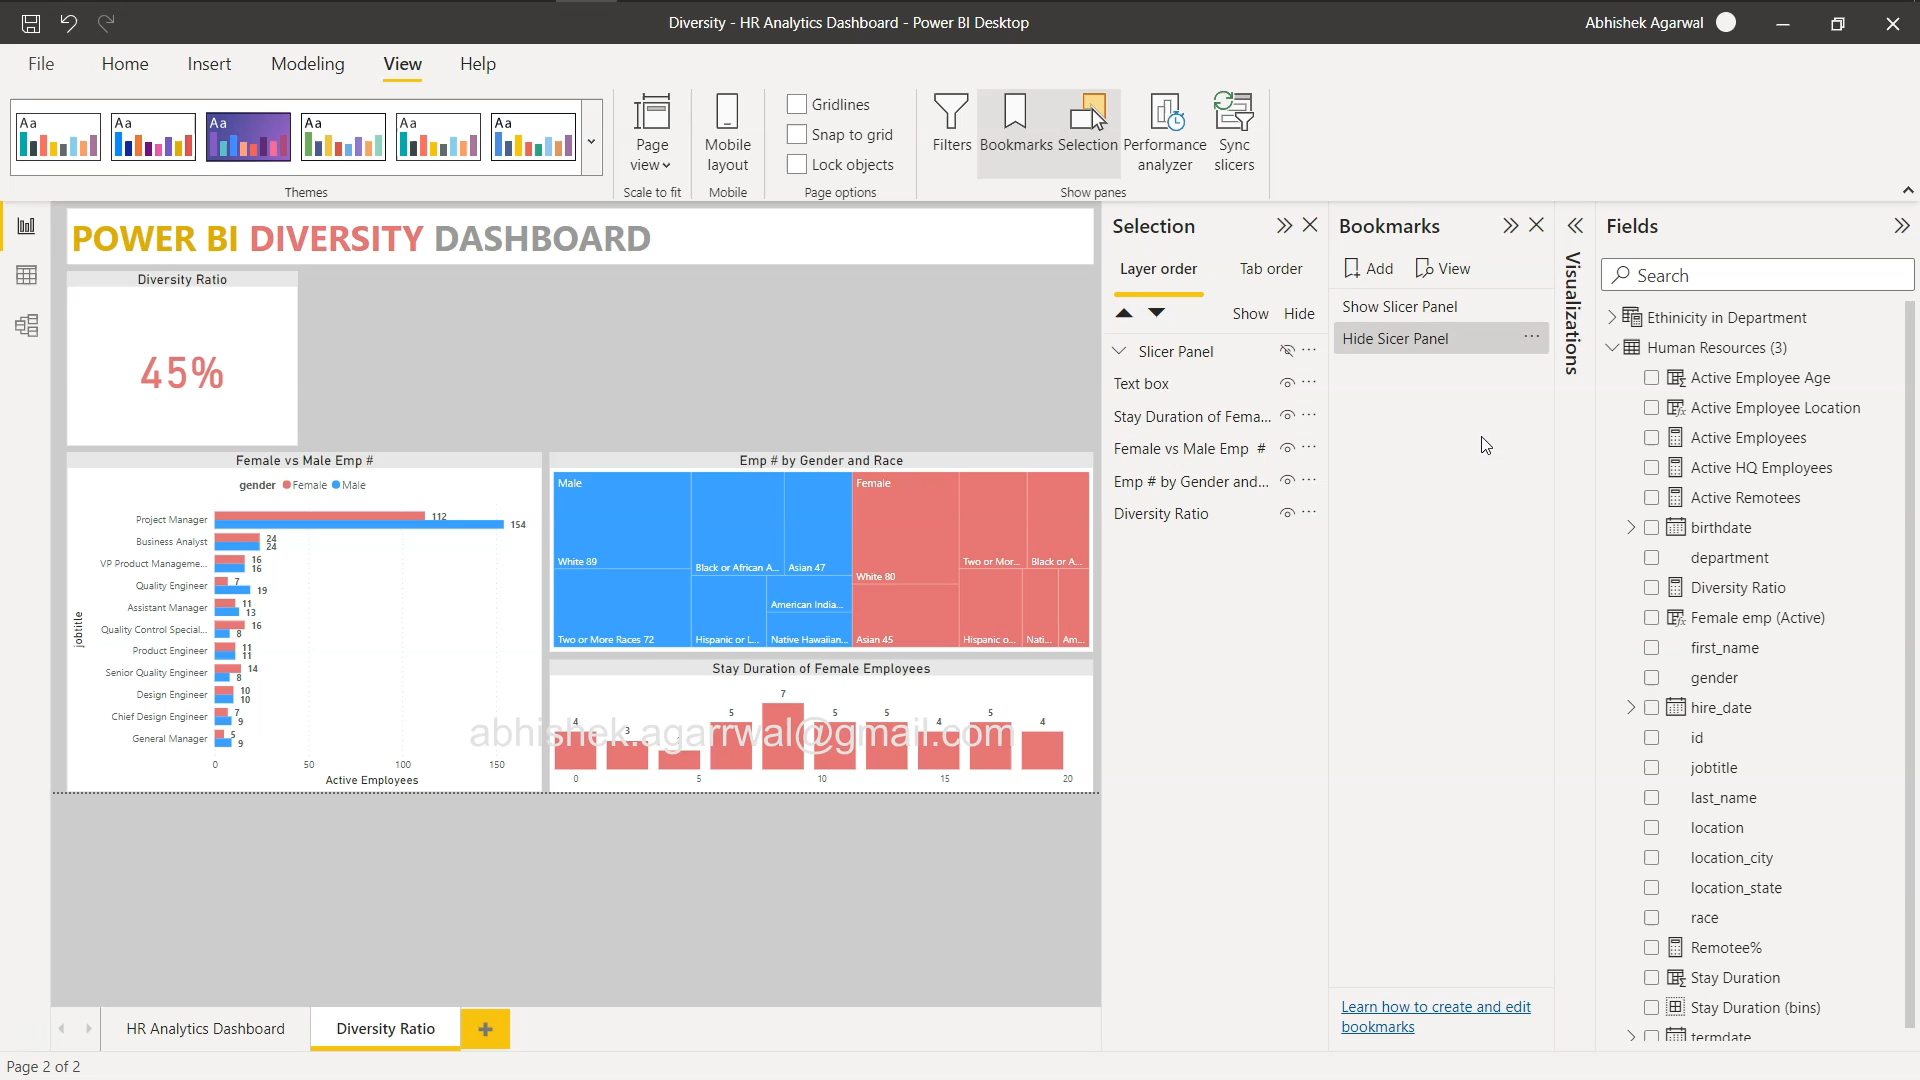 Diversity - HR Analytics Dashboard - Power BI Desktop
Abhishek Agarwal
File Home Insert Modeling View Help
Aa Aa Aa Aa Aa Aa
Page view
Mobile layout
Gridlines
Snap to grid
Lock objects
Filters
Bookmarks
Selection
Performance analyzer
Sync slicers
Themes
Scale to fit
Mobile
Page options
Show panes
POWER BI DIVERSITY DASHBOARD
Diversity Ratio
45%
Female vs Male Emp #
gender Female Male
jobtitle
Project Manager 112 154
Business Analyst 24 24
VP Product Manageme... 16 16
Quality Engineer 7 19
Assistant Manager 11 13
Quality Control Special... 16 8
Product Engineer 11 11
Senior Quality Engineer 14 8
Design Engineer 10 10
Chief Design Engineer 7 9
General Manager 5 9
0 50 100 150
Active Employees
Emp # by Gender and Race
Male
White 89
Two or More Races 72
Black or African A...
Asian 47
Hispanic or L...
American India...
Native Hawaiian...
Female
White 80
Asian 45
Two or Mor...
Black or A...
Hispanic o...
Nati...
Am...
Stay Duration of Female Employees
4 3 5 7 5 5 4 5 4
0 5 10 15 20
abhishek.agarrwal@gmail.com
Selection
Layer order Tab order
Show Hide
Slicer Panel
Text box
Stay Duration of Fema...
Female vs Male Emp #
Emp # by Gender and...
Diversity Ratio
Bookmarks
Add View
Show Slicer Panel
Hide Sicer Panel
Learn how to create and edit
bookmarks
Visualizations
Fields
Search
Ethinicity in Department
Human Resources (3)
Active Employee Age
Active Employee Location
Active Employees
Active HQ Employees
Active Remotees
birthdate
department
Diversity Ratio
Female emp (Active)
first_name
gender
hire_date
id
jobtitle
last_name
location
location_city
location_state
race
Remotee%
Stay Duration
Stay Duration (bins)
termdate
HR Analytics Dashboard
Diversity Ratio
Page 2 of 2